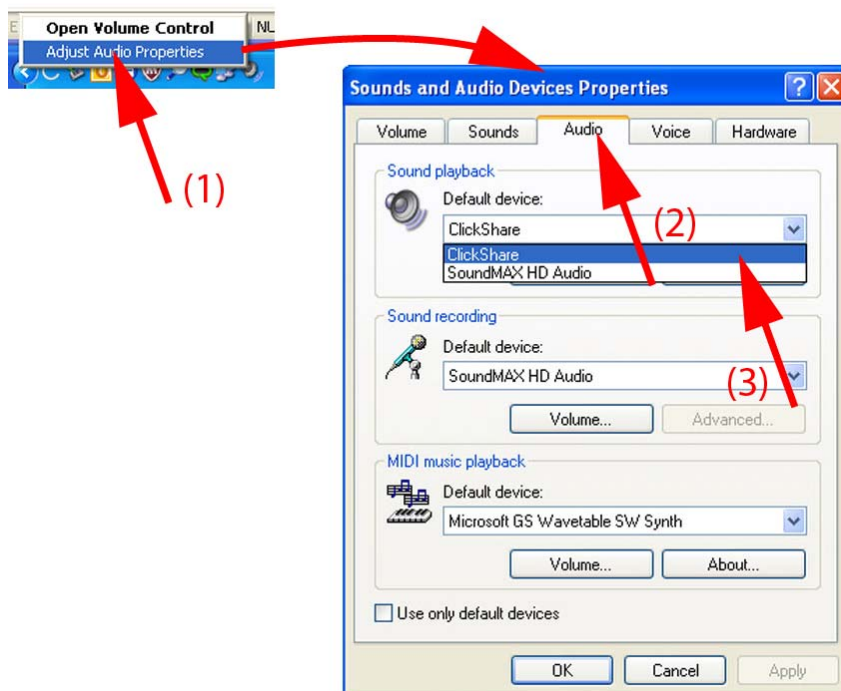 Open Volume Control
NL
Adjust Audio Properties
(1)
Sounds and Audio Devices Properties
Volume Sounds Audio Voice Hardware
Sound playback
Default device:
ClickShare
(2)
ClickShare
SoundMAX HD Audio
Sound recording
Default device:
SoundMAX HD Audio
(3)
Volume... Advanced...
MIDI music playback
Default device:
Microsoft GS Wavetable SW Synth
Volume... About...
Use only default devices
OK Cancel Apply